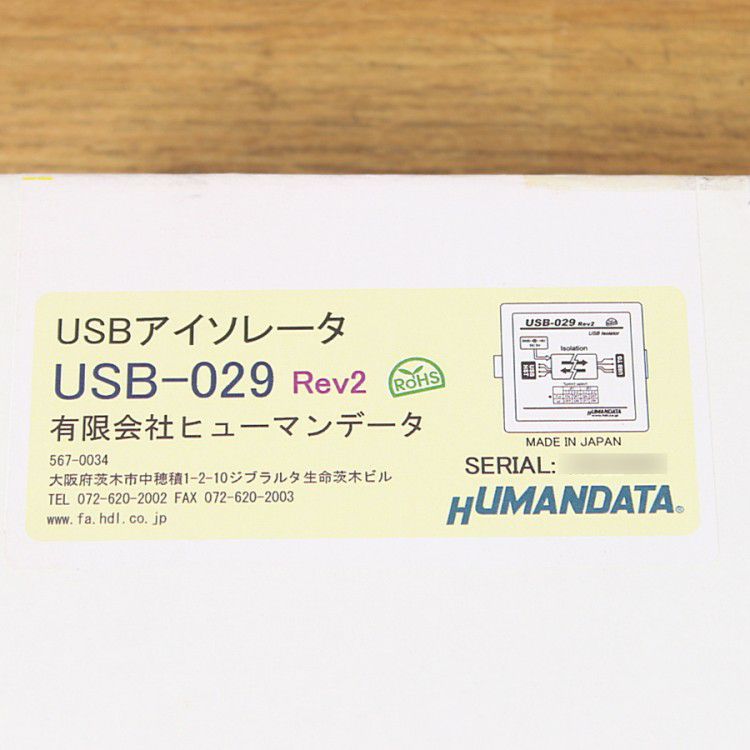 USBアイソレータ
USB-029 Rev2
RoHS
有限会社ヒューマンデータ
567-0034
大阪府茨木市中穂積1-2-10ジブラルタ生命茨木ビル
TEL 072-620-2002 FAX 072-620-2003
www.fa.hdl.co.jp
USB-029 Rev2
USB Isolator
Isolation
HUMANDATA
MADE IN JAPAN
SERIAL:
HUMANDATA®